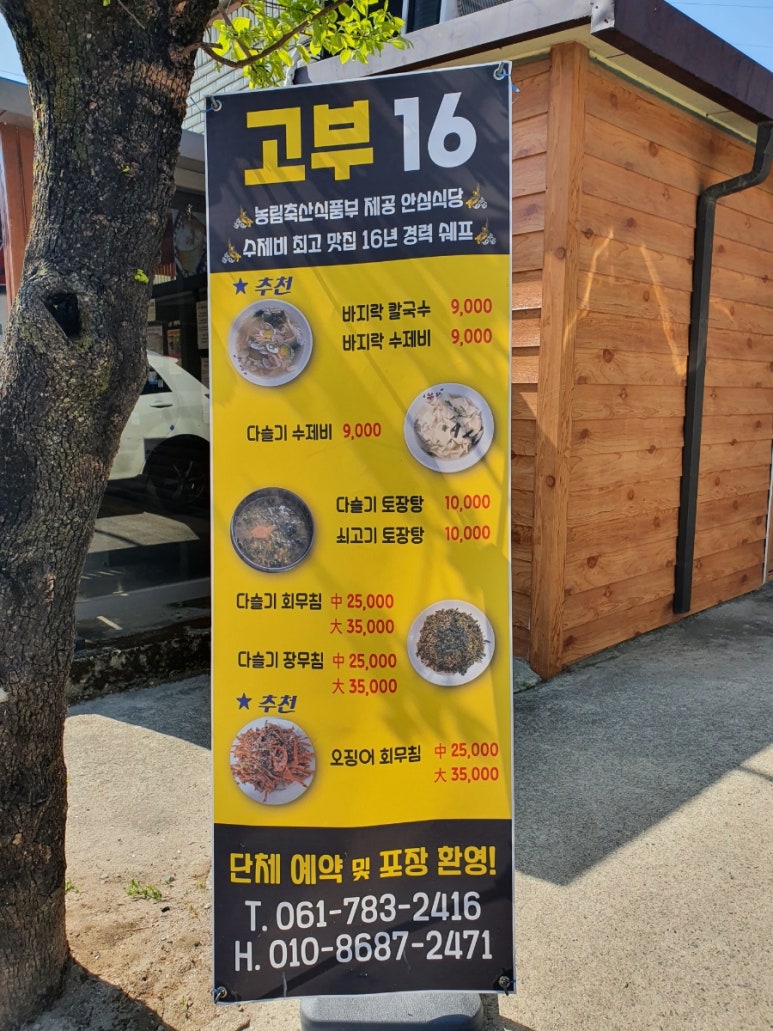 고부 16
농림축산식품부 제공 안심식당
수제비 최고 맛집 16년 경력 쉐프
★ 추천
바지락 칼국수 9,000
바지락 수제비 9,000
다슬기 수제비 9,000
다슬기 토장탕 10,000
쇠고기 토장탕 10,000
다슬기 회무침 中 25,000
大 35,000
다슬기 장무침 中 25,000
大 35,000
★ 추천
오징어 회무침 中 25,000
大 35,000
단체 예약 및 포장 환영!
T. 061-783-2416
H. 010-8687-2471